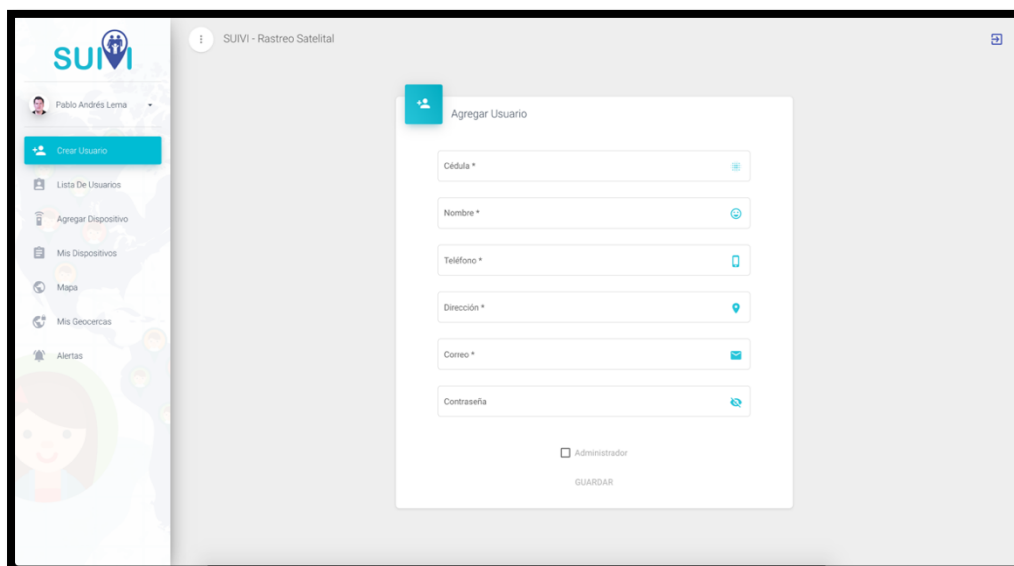 SUIVI
Pablo Andrés Lema
Crear Usuario
Lista De Usuarios
Agregar Dispositivo
Mis Dispositivos
Mapa
Mis Geocercas
Alertas
SUIVI - Rastreo Satelital
Agregar Usuario
Cédula *
Nombre *
Teléfono *
Dirección *
Correo *
Contraseña
Administrador
GUARDAR